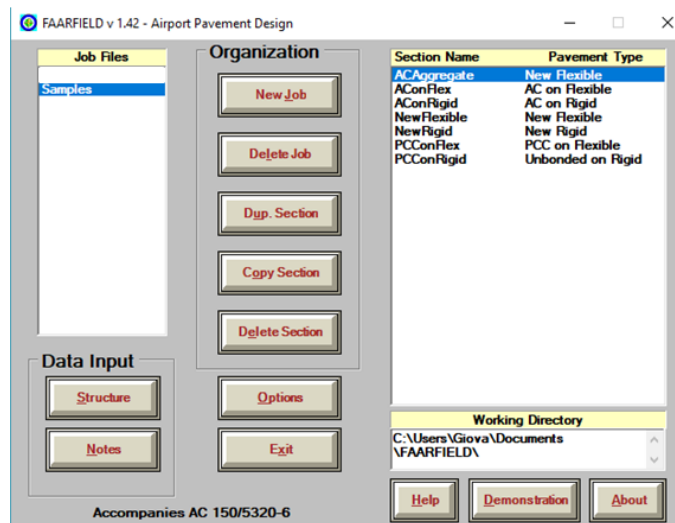 FAARFIELD v 1.42 - Airport Pavement Design
Job Files
Samples
Organization
New Job
Delete Job
Dup. Section
Copy Section
Delete Section
Data Input
Structure
Notes
Options
Exit
Accompanies AC 150/5320-6
Section Name Pavement Type
ACAggregate New Flexible
AConFlex AC on Flexible
AConRigid AC on Rigid
NewFlexible New Flexible
NewRigid New Rigid
PCConFlex PCC on Flexible
PCConRigid Unbonded on Rigid
Working Directory
C:\Users\Giova\Documents
\FAARFIELD\
Help
Demonstration
About